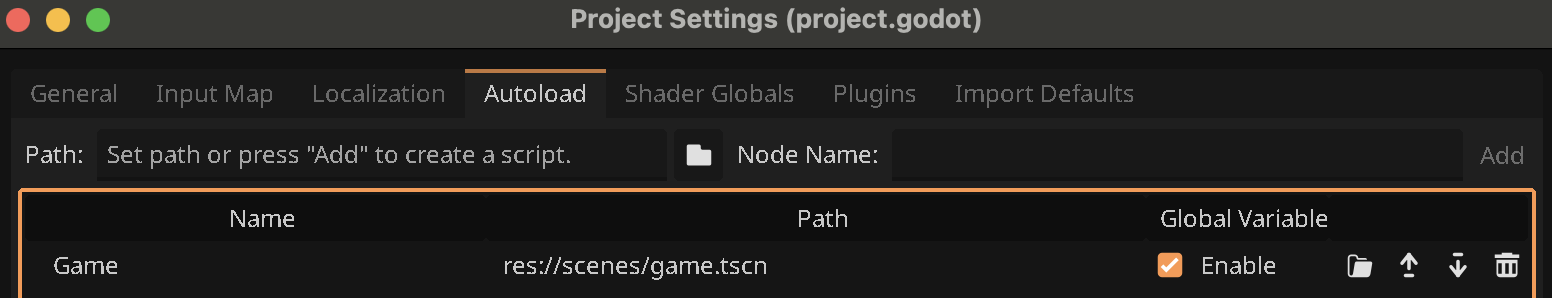 Project Settings (project.godot)
General Input Map Localization Autoload Shader Globals Plugins Import Defaults
Path: Set path or press "Add" to create a script. Node Name: Add
Name Path Global Variable
Game res://scenes/game.tscn Enable